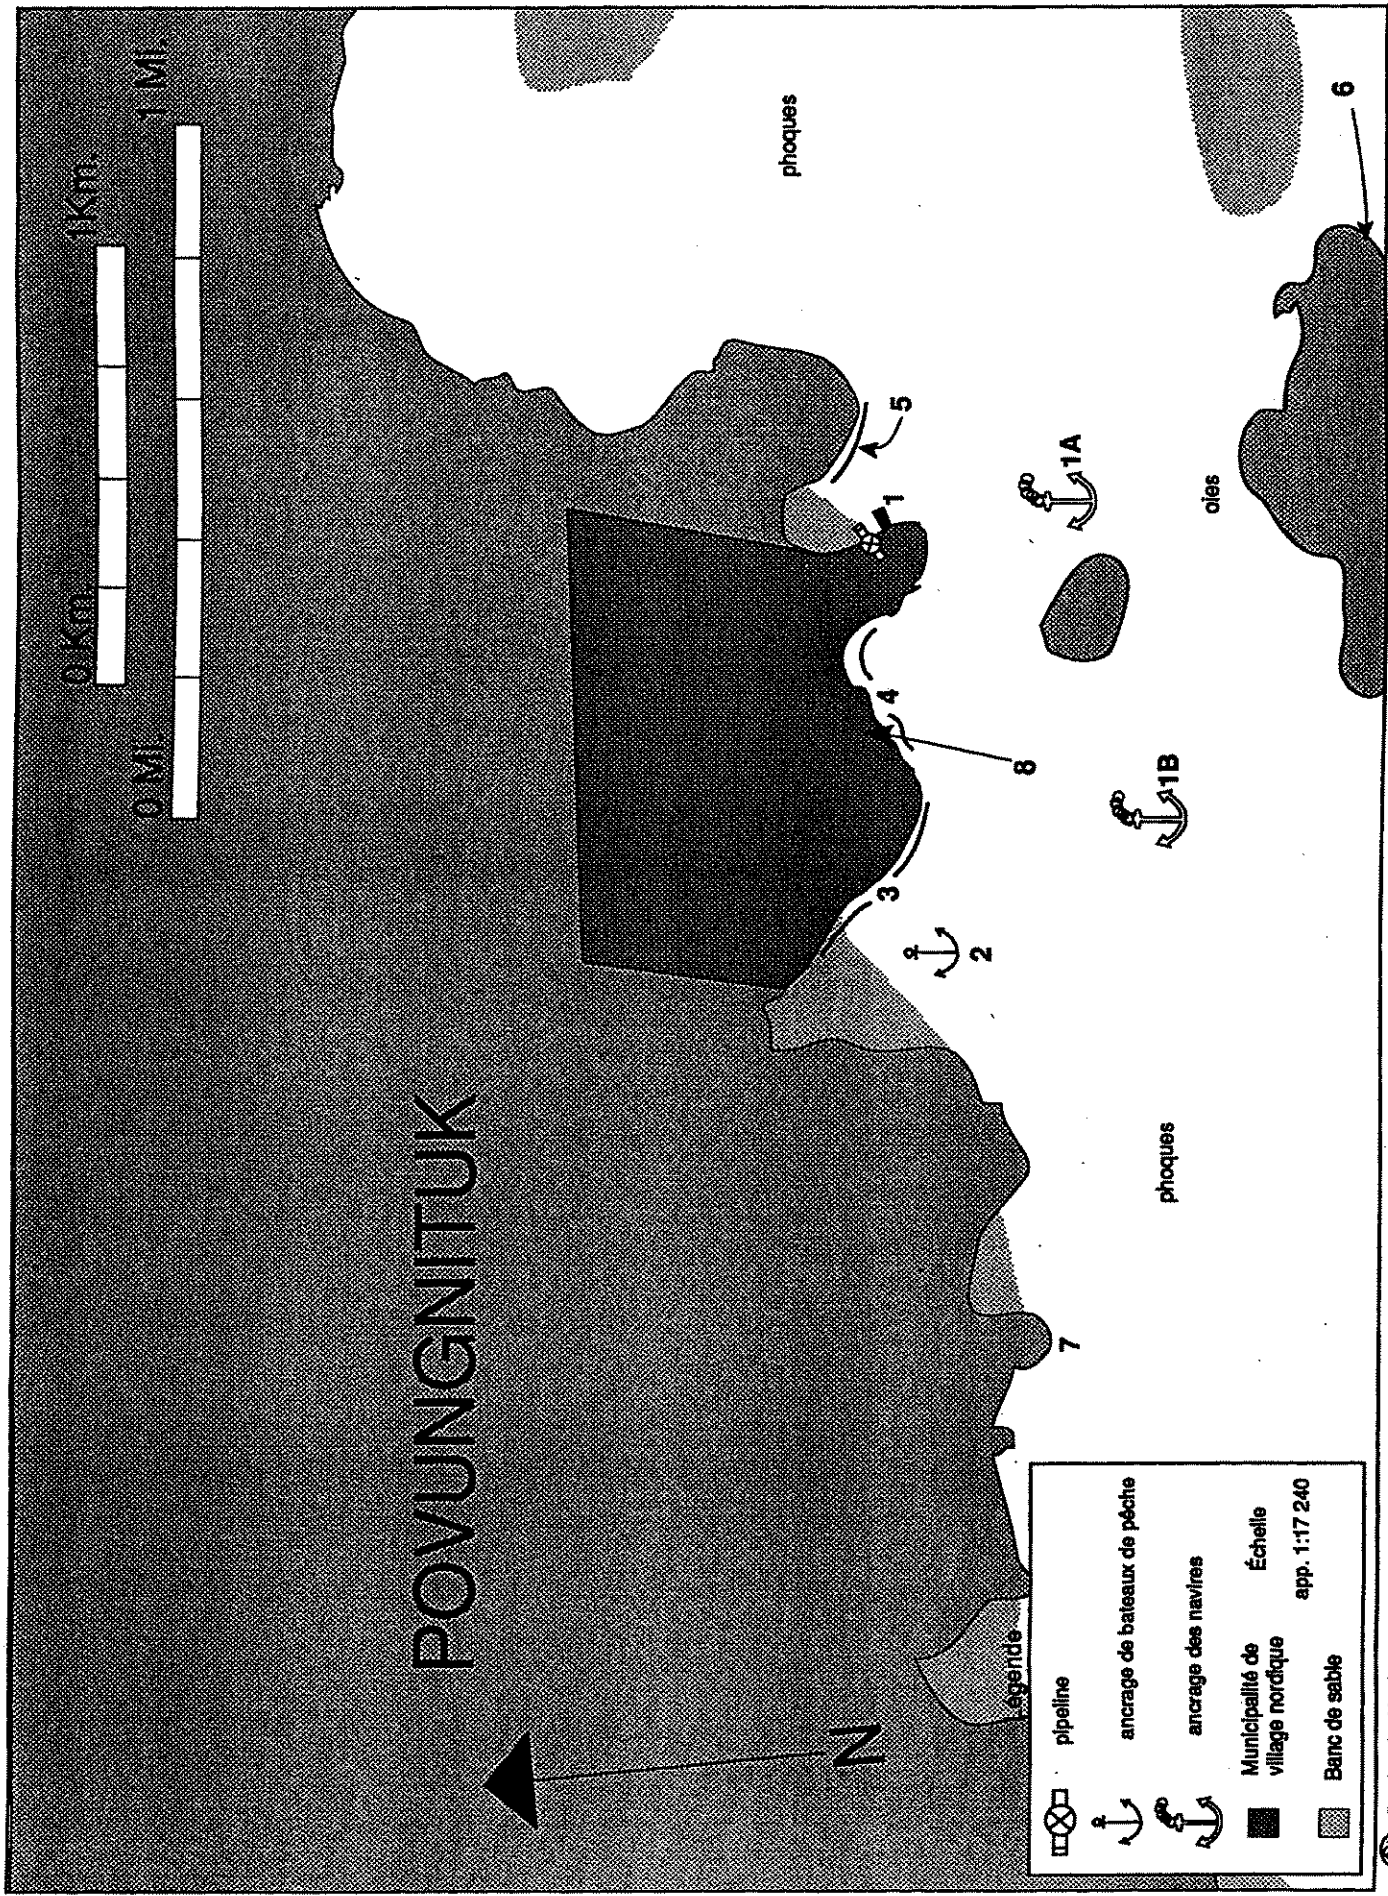 0 Km.
1 Km.
0 MI.
1 MI.
POVUNGNITUK
N
phoques
5
1
4
3
8
2
1A
1B
oies
6
phoques
7
Légende
pipeline
ancrage de bateaux de pêche
ancrage des navires
Municipalité de
village nordique
Échelle
app. 1:17 240
Banc de sable